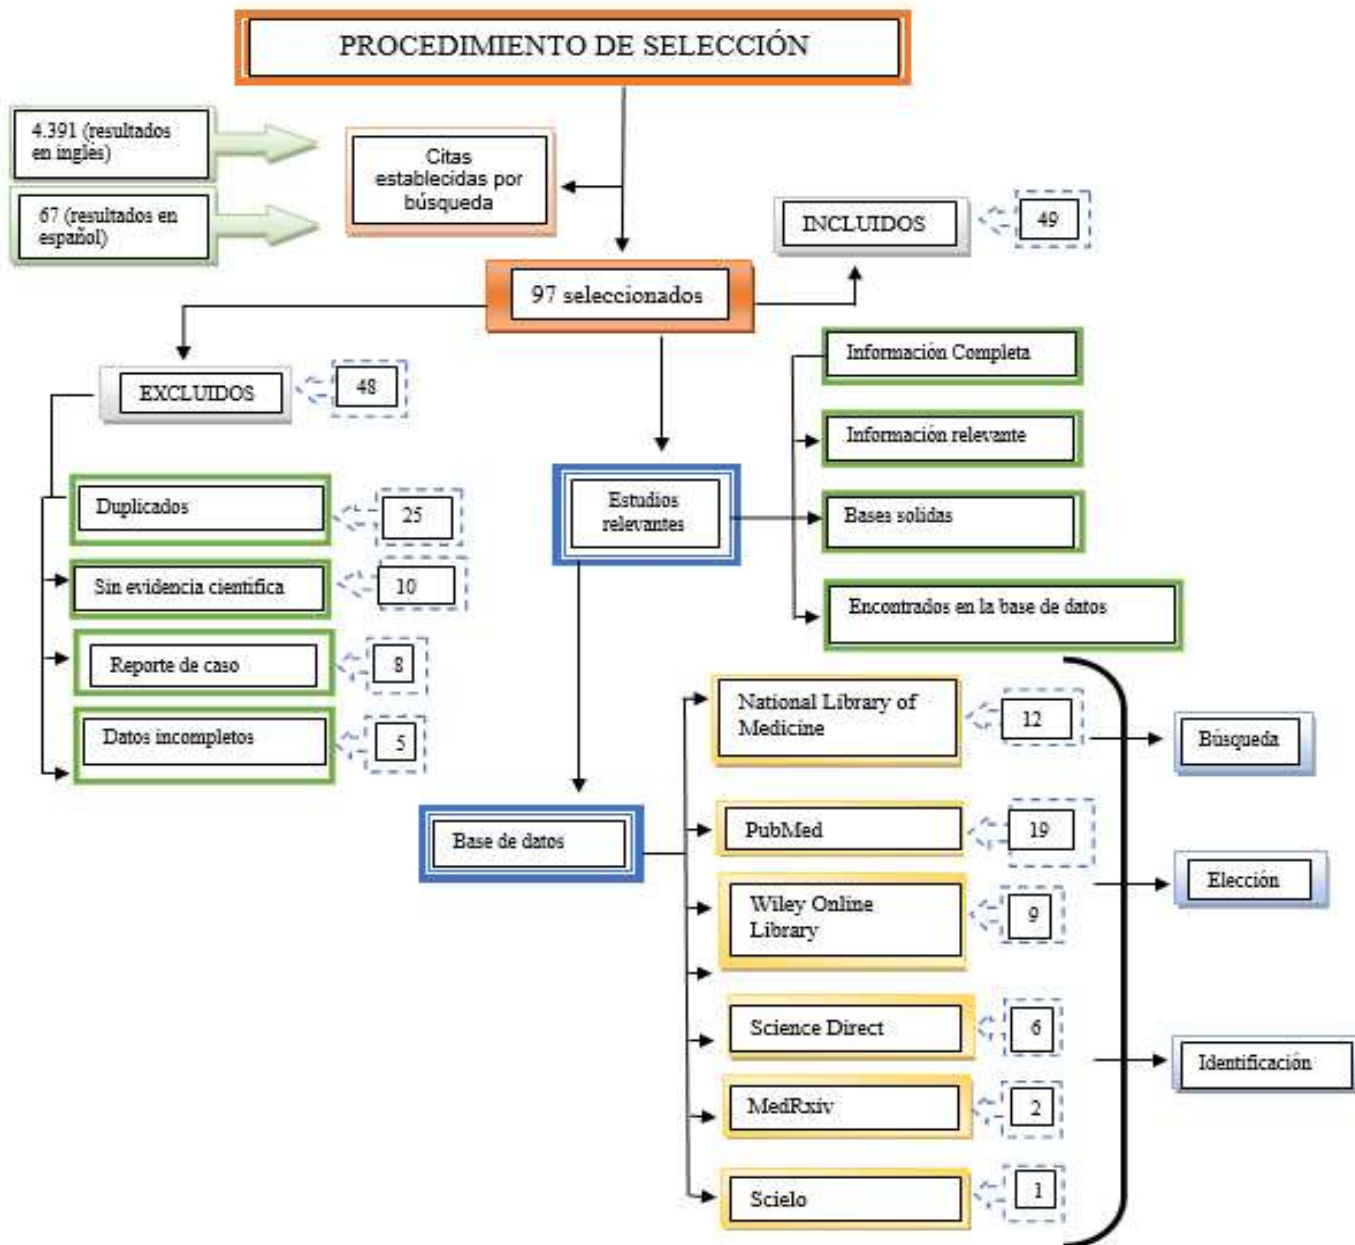 PROCEDIMIENTO DE SELECCIÓN
4.391 (resultados
en inglés)
67 (resultados en
español)
Citas
establecidas por
búsqueda
INCLUIDOS
49
97 seleccionados
EXCLUIDOS
48
Duplicados
25
Sin evidencia científica
10
Reporte de caso
8
Datos incompletos
5
Estudios
relevantes
Información Completa
Información relevante
Bases solidas
Encontrados en la base de datos
Base de datos
National Library of
Medicine
12
PubMed
19
Wiley Online
Library
9
Science Direct
6
MedRxiv
2
Scielo
1
Búsqueda
Elección
Identificación